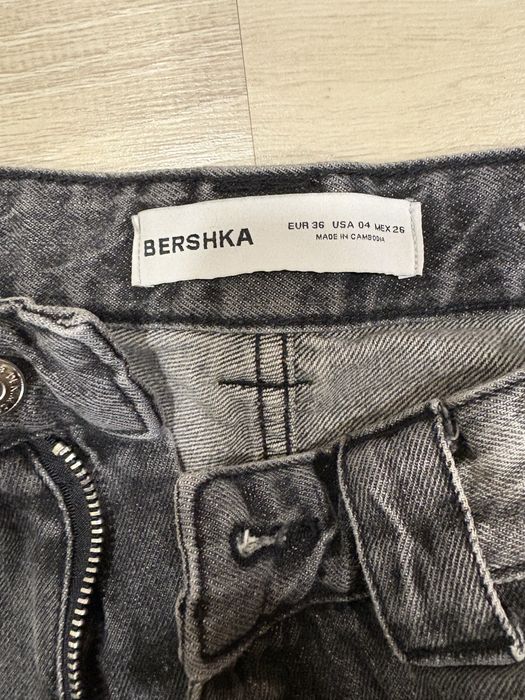 BERSHKA
EUR 36 USA 04 MEX 26
MADE IN CAMBODIA